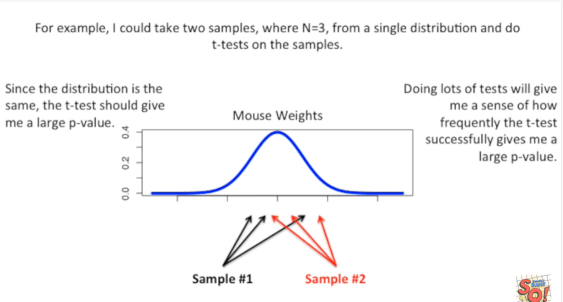 For example, I could take two samples, where N=3, from a single distribution and do
t-tests on the samples.
Since the distribution is the
same, the t-test should give
me a large p-value.
Doing lots of tests will give
me a sense of how
frequently the t-test
successfully gives me a
large p-value.
Mouse Weights
0.4
0.2
0.0
Sample #1
Sample #2